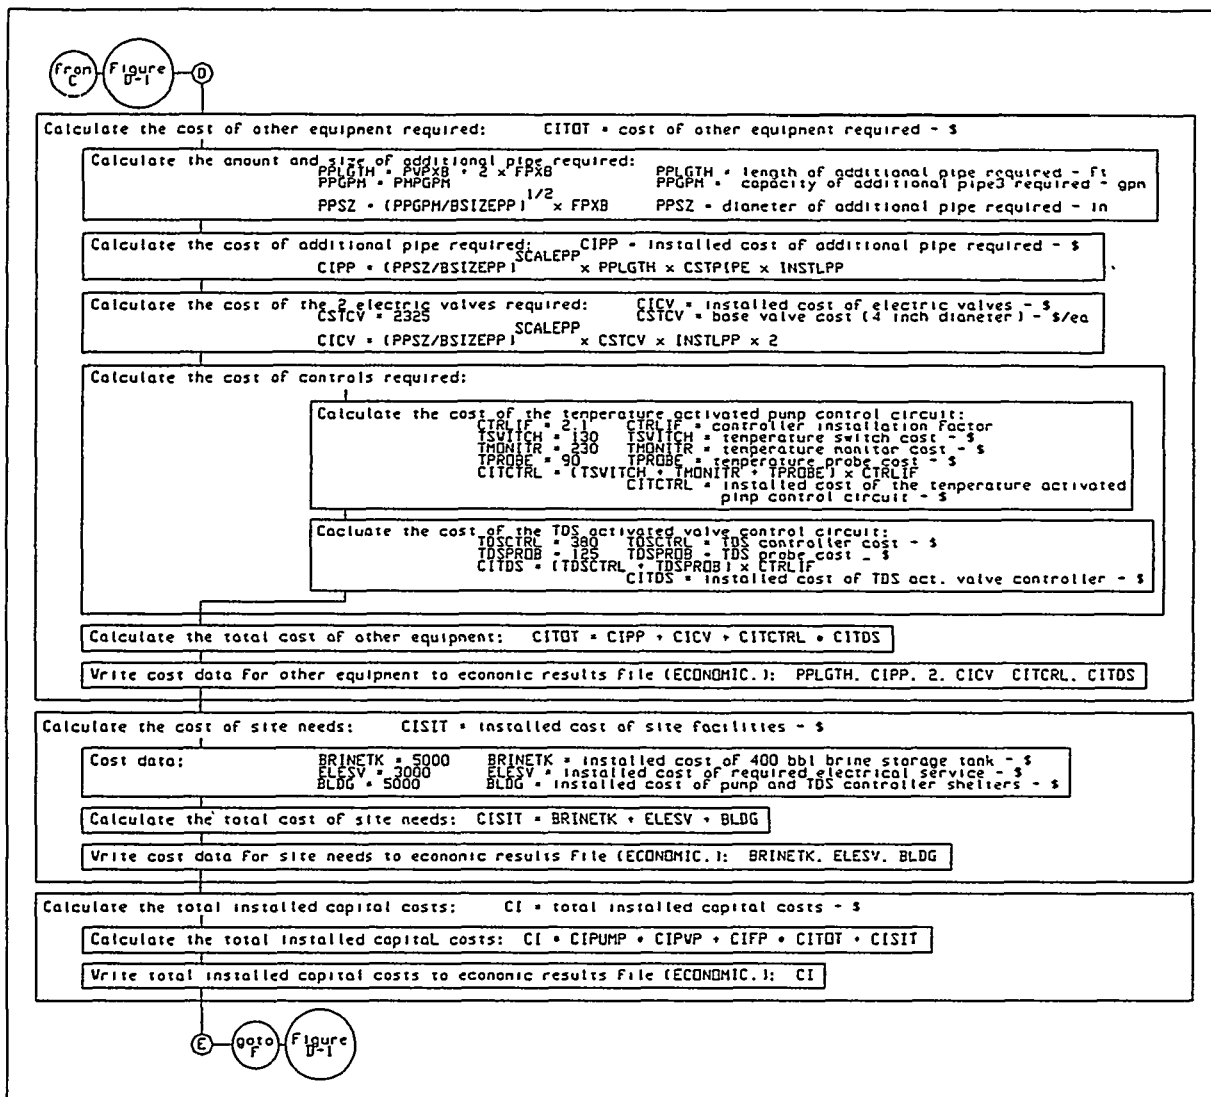 from C Figure D-1 D
Calculate the cost of other equipment required: CITOT = cost of other equipment required - $
Calculate the amount and size of additional pipe required:
PPLGTH = PVPXB + 2 x FPXB PPLGTH = length of additional pipe required - ft
PPGPM = PMPGPM PPGPM = capacity of additional pipe3 required - gpm
PPSZ = (PPGPM/BSIZEPP)^1/2 x FPXB PPSZ - diameter of additional pipe required - in
Calculate the cost of additional pipe required: CIPP = installed cost of additional pipe required - $
CIPP = (PPSZ/BSIZEPP)^SCALEPP x PPLGTH x CSTPIPE x INSTLPP
Calculate the cost of the 2 electric valves required: CICV = installed cost of electric valves - $
CSTCV = 2325 CSTCV = base valve cost (4 inch diameter) - $/ea
CICV = (PPSZ/BSIZEPP)^SCALEPP x CSTCV x INSTLPP x 2
Calculate the cost of controls required:
Calculate the cost of the temperature activated pump control circuit:
CTRLIF = 2.1 CTRLIF = controller installation factor
TSWITCH = 130 TSWITCH = temperature switch cost - $
TMONITR = 230 TMONITR = temperature monitor cost - $
TPROBE = 90 TPROBE = temperature probe cost - $
CITCTRL = (TSWITCH + TMONITR + TPROBE) x CTRLIF
CITCTRL = installed cost of the temperature activated
pimp control circuit - $
Cacluate the cost of the TDS activated valve control circuit:
TDSCTRL = 380 TDSCTRL = TDS controller cost - $
TDSPROB - 125 TDSPROB - TDS probe cost - $
CITDS = (TDSCTRL + TDSPROB) x CTRLIF
CITDS = installed cost of TDS act. valve controller - $
Calculate the total cost of other equipment: CITOT = CIPP + CICV + CITCTRL + CITDS
Write cost data for other equipment to economic results file (ECONOMIC.): PPLGTH, CIPP, 2, CICV CITCRL, CITDS
Calculate the cost of site needs: CISIT = installed cost of site facilities - $
Cost data: BRINETK = 5000 BRINETK = installed cost of 400 bbl brine storage tank - $
ELESV = 3000 ELESV = installed cost of required electrical service - $
BLDG = 5000 BLDG = installed cost of pump and TDS controller shelters - $
Calculate the total cost of site needs: CISIT = BRINETK + ELESV + BLDG
Write cost data for site needs to economic results file (ECONOMIC.): BRINETK, ELESV, BLDG
Calculate the total installed capital costs: CI = total installed capital costs - $
Calculate the total installed capital costs: CI = CIPUMP + CIPVP + CIFP + CITOT + CISIT
Write total installed capital costs to economic results file (ECONOMIC.): CI
E goto F Figure D-1